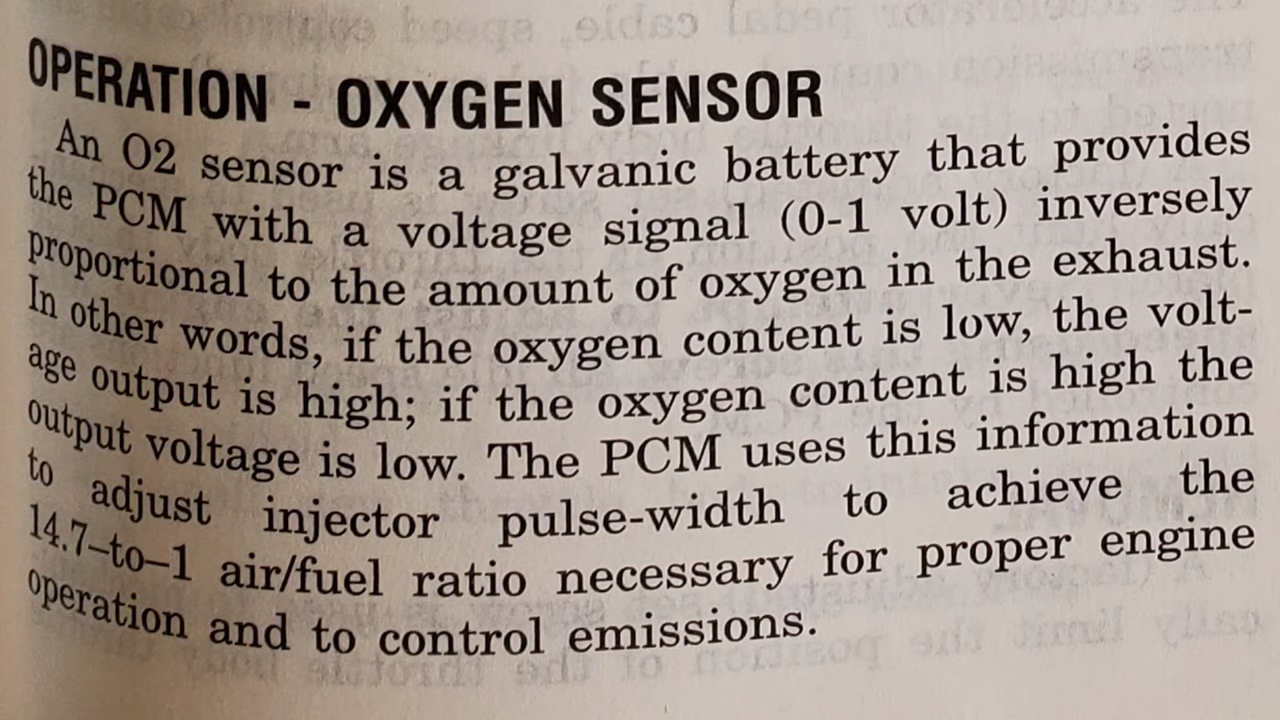 OPERATION - OXYGEN SENSOR
An O2 sensor is a galvanic battery that provides
the PCM with a voltage signal (0-1 volt) inversely
proportional to the amount of oxygen in the exhaust.
In other words, if the oxygen content is low, the volt-
age output is high; if the oxygen content is high the
output voltage is low. The PCM uses this information
to adjust injector pulse-width to achieve the
14.7–to–1 air/fuel ratio necessary for proper engine
operation and to control emissions.